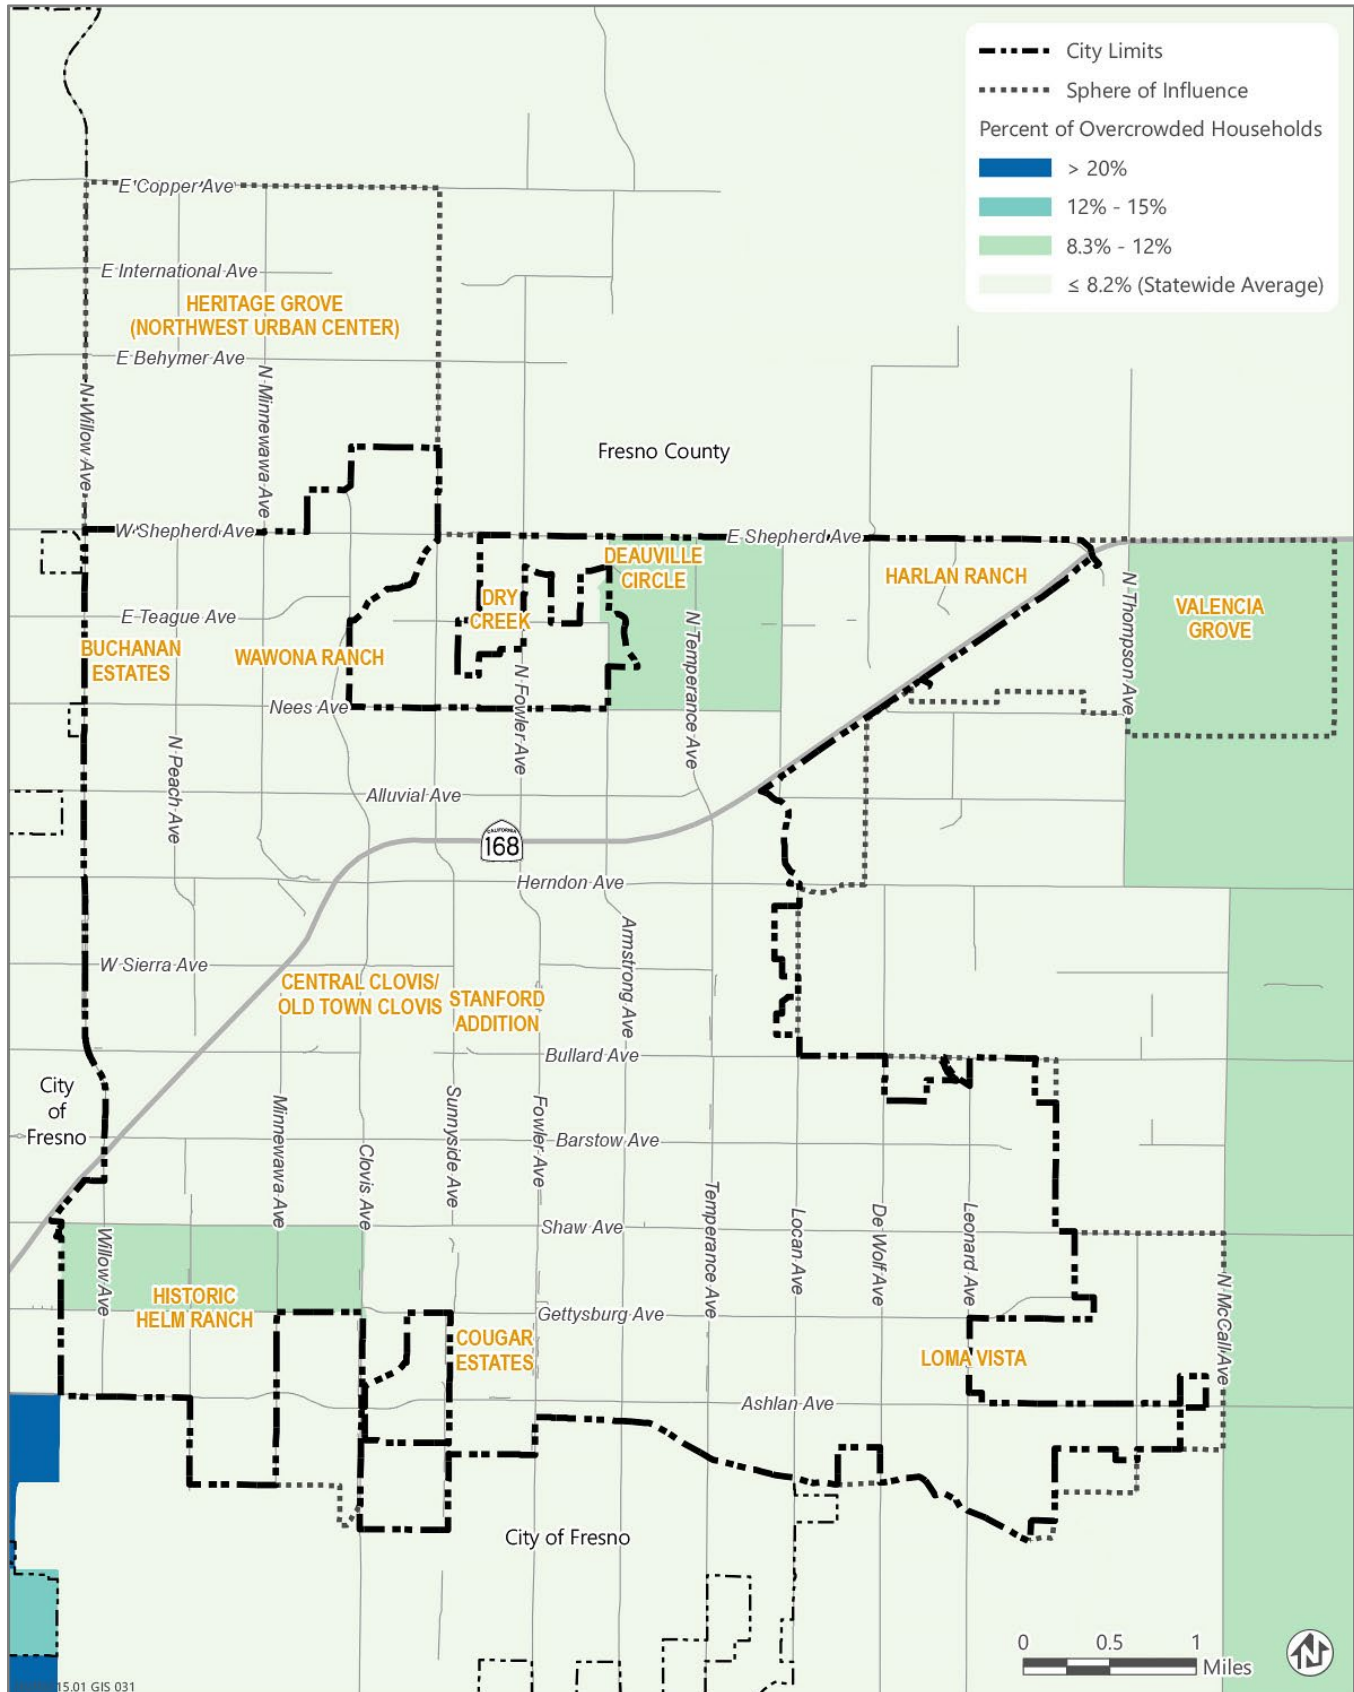 City Limits
Sphere of Influence
Percent of Overcrowded Households
> 20%
12% - 15%
8.3% - 12%
≤ 8.2% (Statewide Average)
E Copper Ave
E International Ave
HERITAGE GROVE
(NORTHWEST URBAN CENTER)
E Behymer Ave
N Willow Ave
N Minnewawa Ave
Fresno County
W Shepherd Ave
E Shepherd Ave
DEAUVILLE
CIRCLE
HARLAN RANCH
DRY
CREEK
VALENCIA
GROVE
E Teague Ave
BUCHANAN
ESTATES
WAWONA RANCH
N Temperance Ave
N Thompson Ave
Nees Ave
N Fowler Ave
N Peach Ave
Alluvial Ave
CALIFORNIA
168
Herndon Ave
Armstrong Ave
W Sierra Ave
CENTRAL CLOVIS/
OLD TOWN CLOVIS
STANFORD
ADDITION
Bullard Ave
City
of
Fresno
Minnewawa Ave
Clovis Ave
Sunnyside Ave
Fowler Ave
Barstow Ave
Temperance Ave
Locan Ave
De Wolf Ave
Leonard Ave
Shaw Ave
Willow Ave
HISTORIC
HELM RANCH
Gettysburg Ave
N McCall Ave
COUGAR
ESTATES
LOMA VISTA
Ashlan Ave
City of Fresno
0 0.5 1
Miles
N
15.01 GIS 031